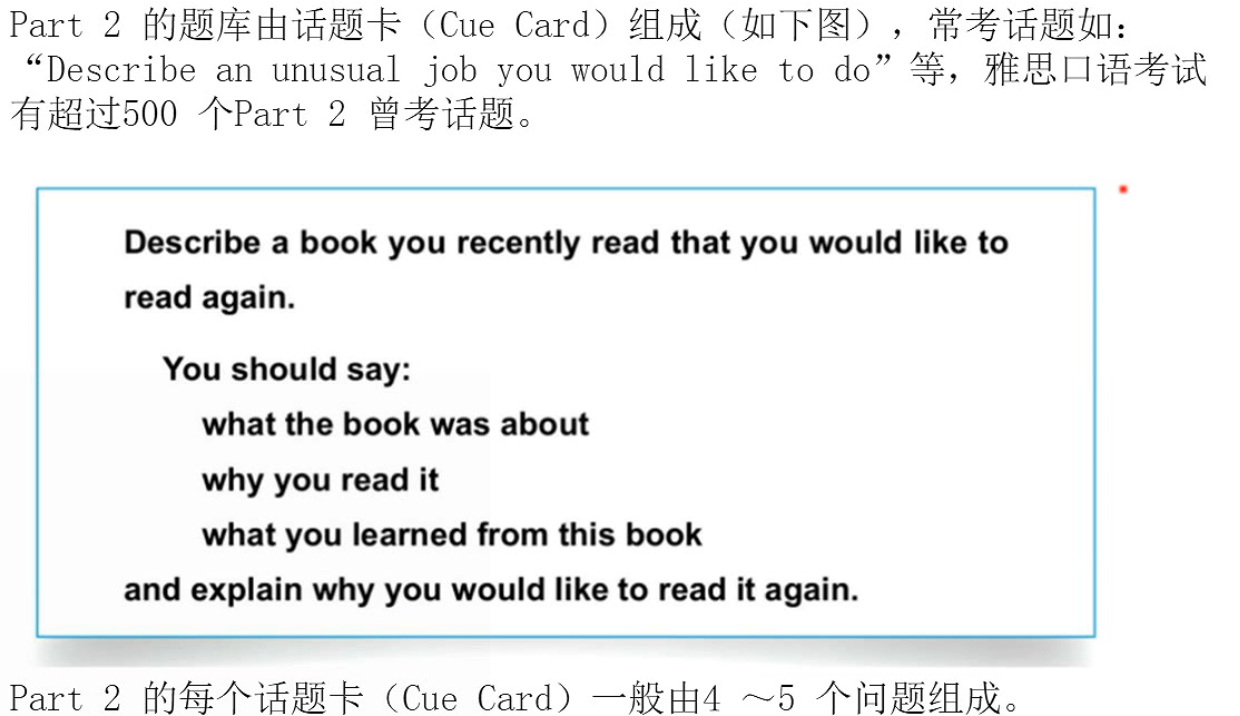 Part 2 的题库由话题卡（Cue Card）组成（如下图），常考话题如：
“Describe an unusual job you would like to do”等，雅思口语考试
有超过500 个Part 2 曾考话题。
Describe a book you recently read that you would like to
read again.
You should say:
what the book was about
why you read it
what you learned from this book
and explain why you would like to read it again.
Part 2 的每个话题卡（Cue Card）一般由4 ～5 个问题组成。